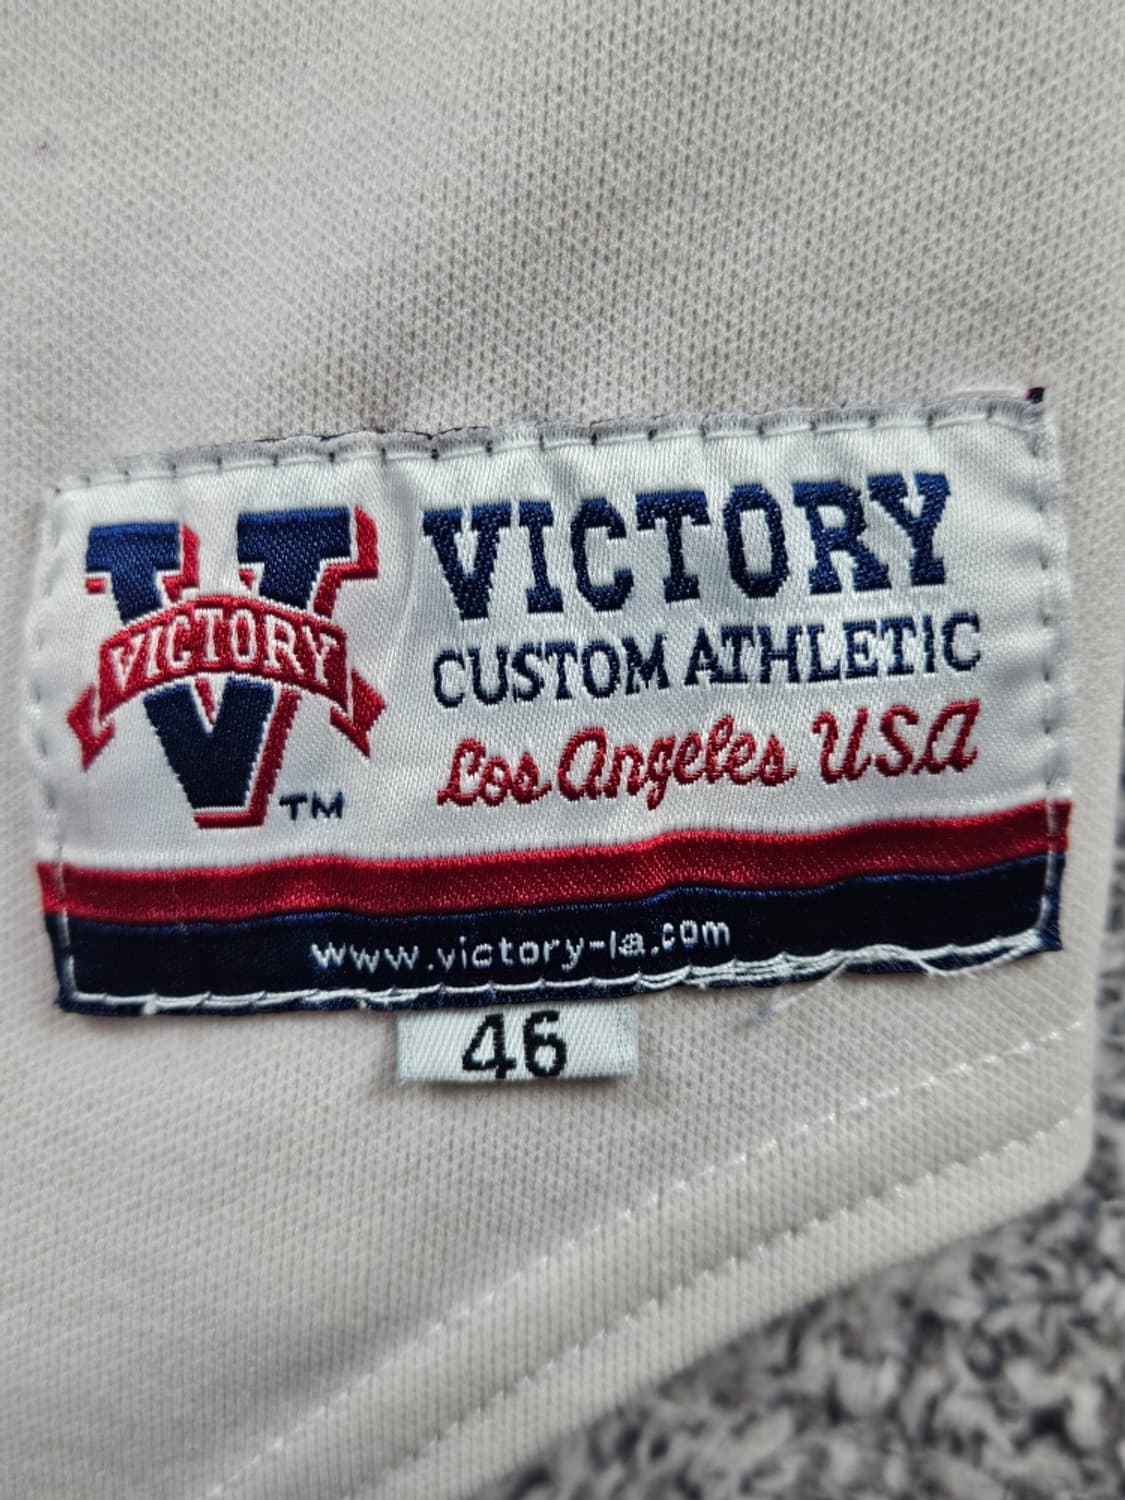 VICTORY
TM
VICTORY
CUSTOM ATHLETIC
Los Angeles USA
www.victory-la.com
46